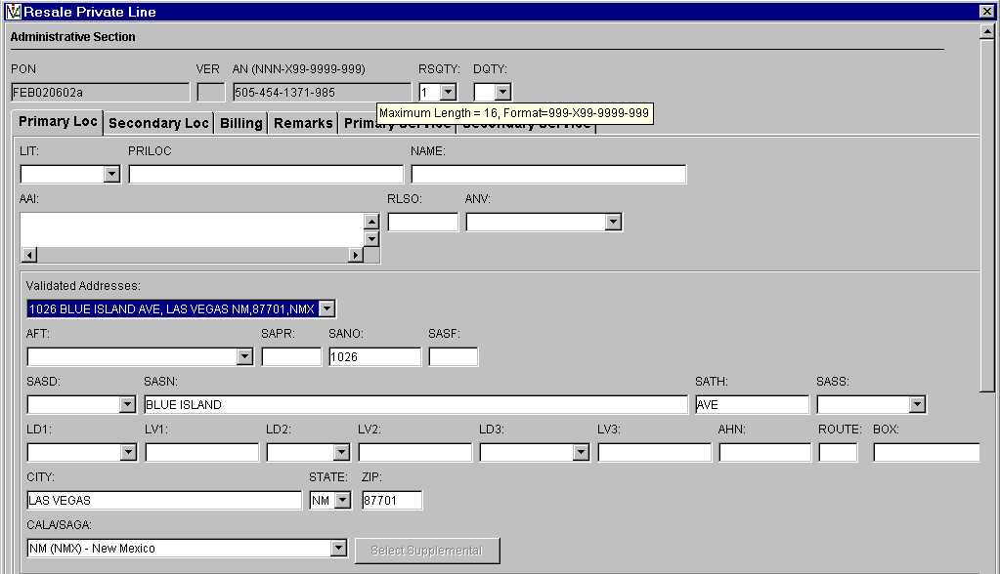 Resale Private Line
Administrative Section
PON VER AN (NNN-X99-9999-999) RSQTY: DQTY:
FEB020602a 505-454-1371-985 1
Maximum Length = 16, Format=999-X99-9999-999
Primary Loc Secondary Loc Billing Remarks Primary Service Secondary Service
LIT: PRILOC NAME:
AAI: RLSO: ANV:
Validated Addresses:
1026 BLUE ISLAND AVE, LAS VEGAS NM,87701,NMX
AFT: SAPR: SANO: SASF:
1026
SASD: SASN: SATH: SASS:
BLUE ISLAND AVE
LD1: LV1: LD2: LV2: LD3: LV3: AHN: ROUTE: BOX:
CITY: STATE: ZIP:
LAS VEGAS NM 87701
CALA/SAGA:
NM (NMX) - New Mexico Select Supplemental